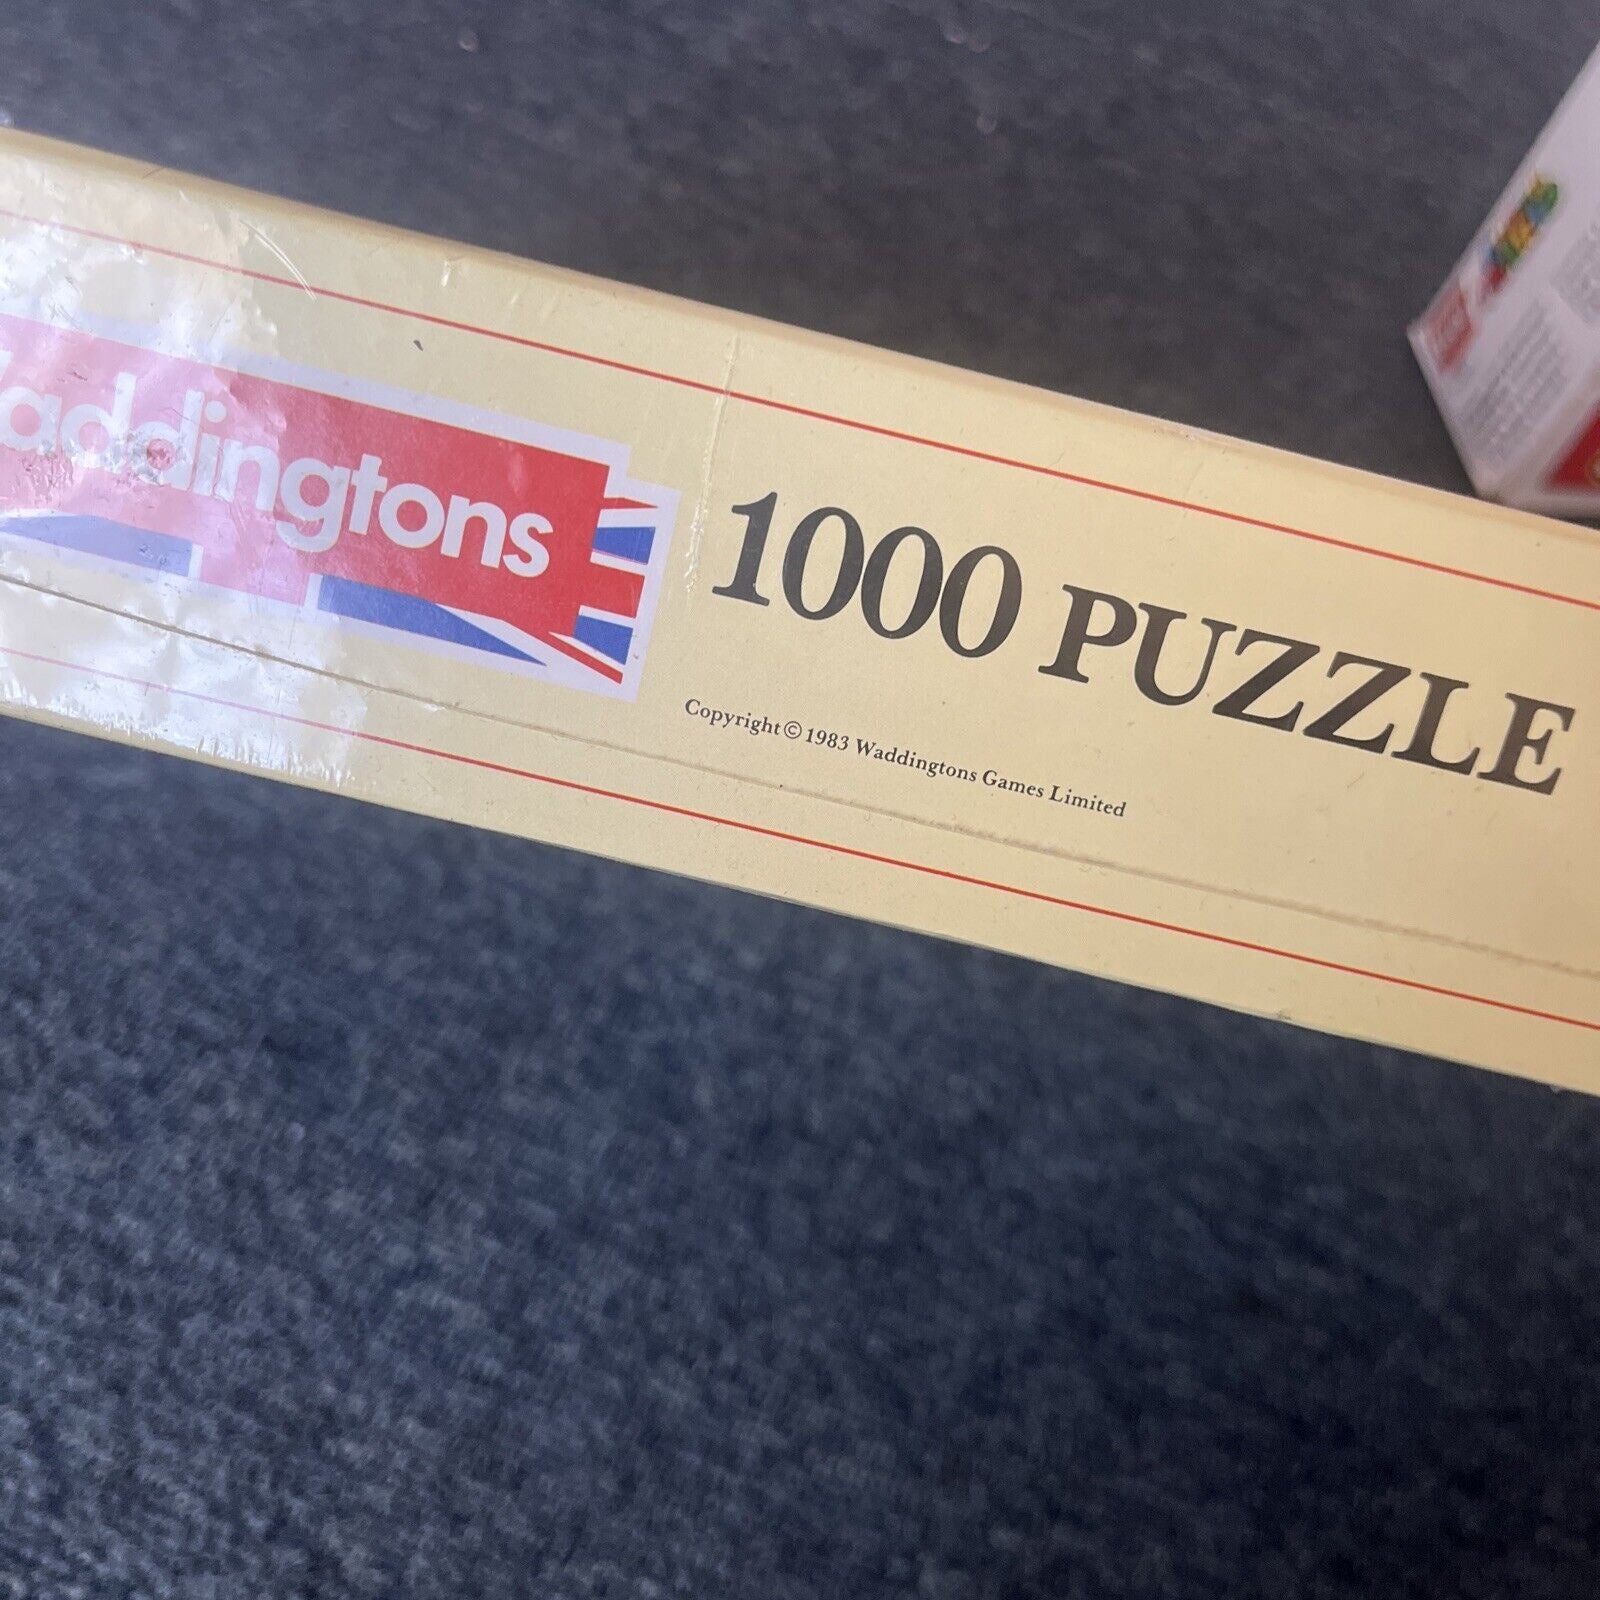 Waddingtons
1000 PUZZLE
Copyright © 1983 Waddingtons Games Limited